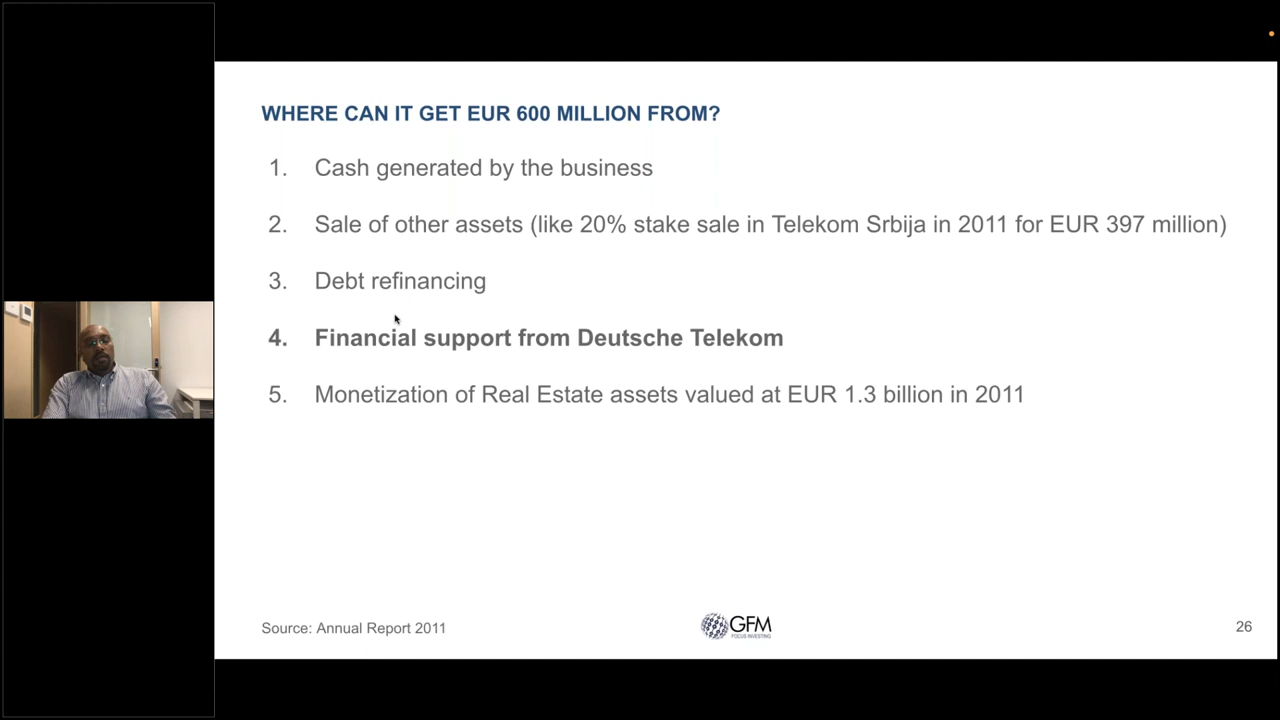 WHERE CAN IT GET EUR 600 MILLION FROM?
1. Cash generated by the business
2. Sale of other assets (like 20% stake sale in Telekom Srbija in 2011 for EUR 397 million)
3. Debt refinancing
4. Financial support from Deutsche Telekom
5. Monetization of Real Estate assets valued at EUR 1.3 billion in 2011
Source: Annual Report 2011
GFM
FOCUS INVESTING
26